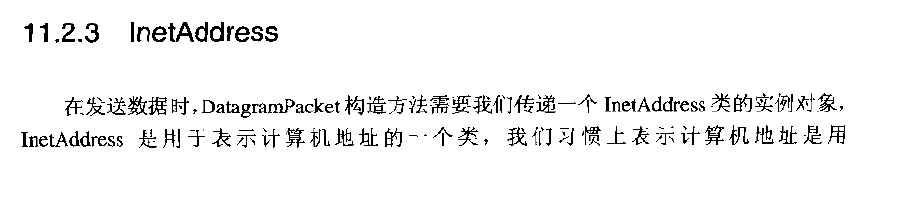 11.2.3 InetAddress
在发送数据时，DatagramPacket 构造方法需要我们传递一个 InetAddress 类的实例对象，
InetAddress 是用于表示计算机地址的一个类，我们习惯上表示计算机地址是用